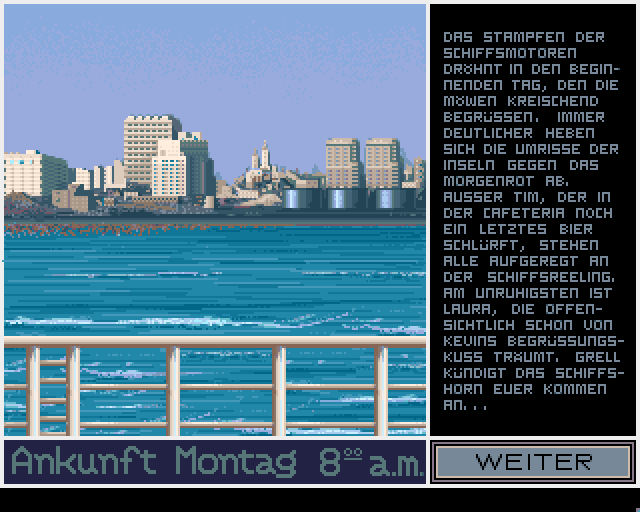 DAS STAMPFEN DER
SCHIFFSMOTOREN
DRÖHNT IN DEN BEGIN-
NENDEN TAG, DEN DIE
MÖWEN KREISCHEND
BEGRÜSSEN. IMMER
DEUTLICHER HEBEN
SICH DIE UMRISSE DER
INSELN GEGEN DAS
MORGENROT AB.
AUSSER TIM, DER IN
DER CAFETERIA NOCH
EIN LETZTES BIER
SCHLÜRFT, STEHEN
ALLE AUFGEREGT AN
DER SCHIFFSREELING.
AM UNRUHIGSTEN IST
LAURA, DIE OFFEN-
SICHTLICH SCHON VON
KEVINS BEGRÜSSUNGS-
KUSS TRÄUMT. GRELL
KÜNDIGT DAS SCHIFFS-
HORN EUER KOMMEN
AN...
Ankunft Montag 8⁰⁰ a.m.
WEITER